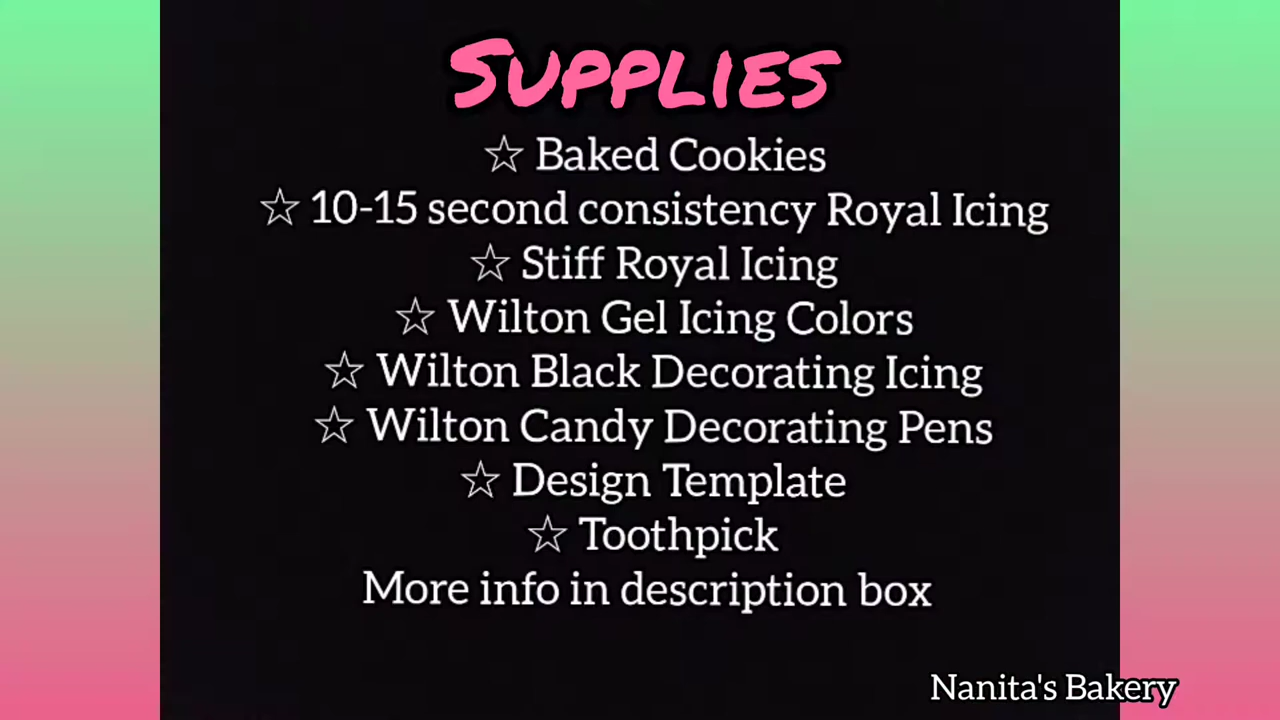 Supplies
☆ Baked Cookies
☆ 10-15 second consistency Royal Icing
☆ Stiff Royal Icing
☆ Wilton Gel Icing Colors
☆ Wilton Black Decorating Icing
☆ Wilton Candy Decorating Pens
☆ Design Template
☆ Toothpick
More info in description box
Nanita's Bakery